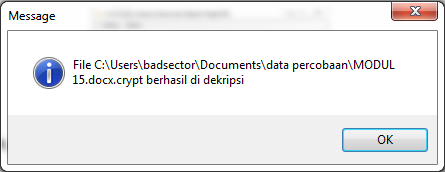 Message
File C:\Users\badsector\Documents\data percobaan\MODUL
15.docx.crypt berhasil di dekripsi
OK